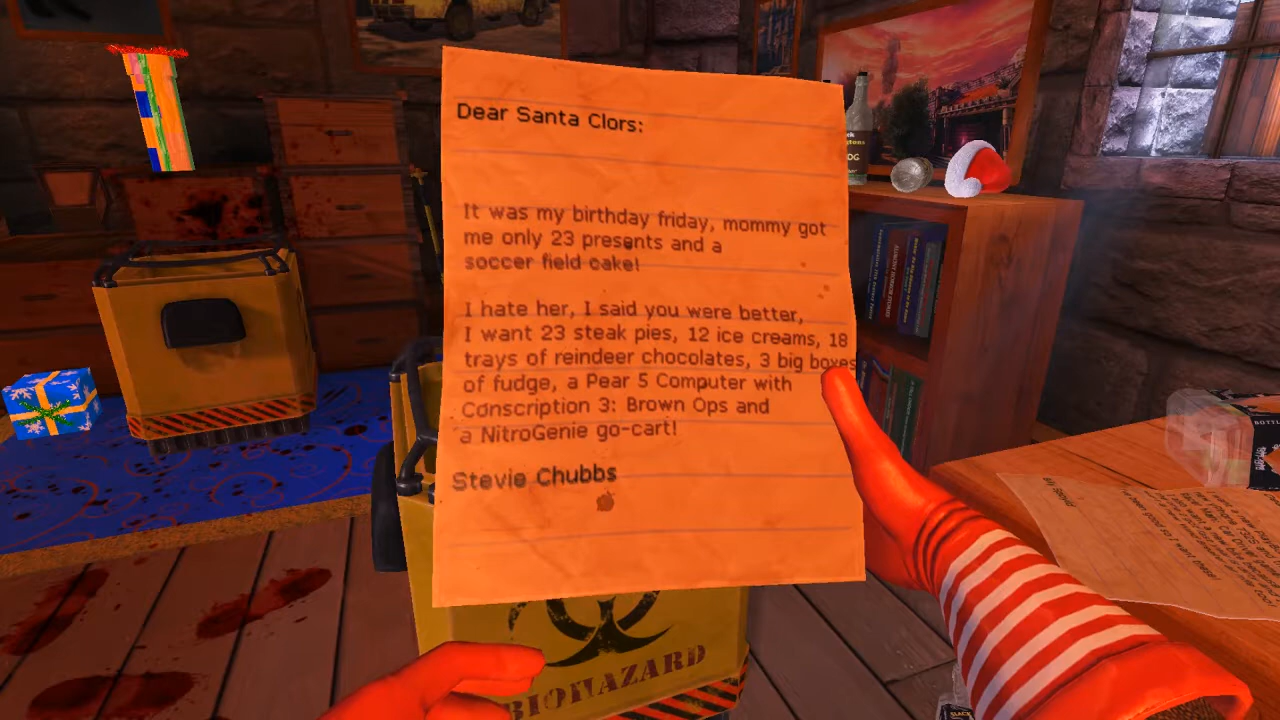 Dear Santa Clors:
It was my birthday friday, mommy got
me only 23 presents and a
soccer field cake!
I hate her, I said you were better,
I want 23 steak pies, 12 ice creams, 18
trays of reindeer chocolates, 3 big boxes
of fudge, a Pear 5 Computer with
Conscription 3: Brown Ops and
a NitroGenie go-cart!
Stevie Chubbs
BIOHAZARD